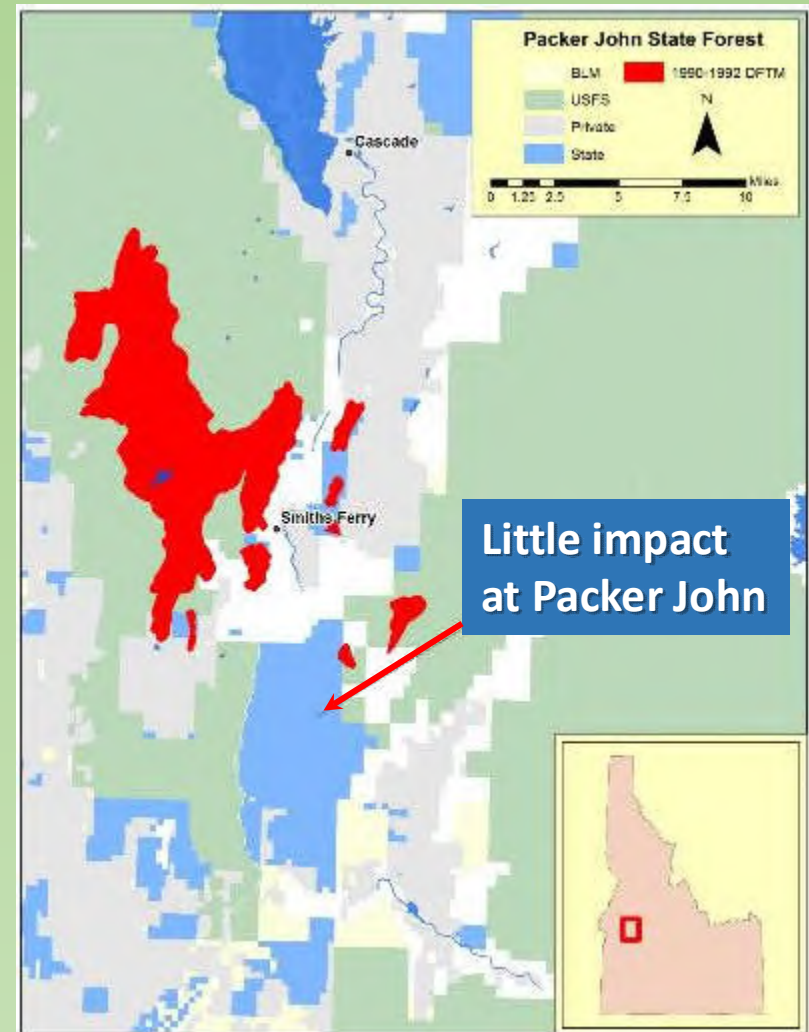 Packer John State Forest
BLM 1990-1992 DFTM
USFS
N
Private
State
Miles
0 1.25 2.5 5 7.5 10
Cascade
Smiths Ferry
Little impact
at Packer John